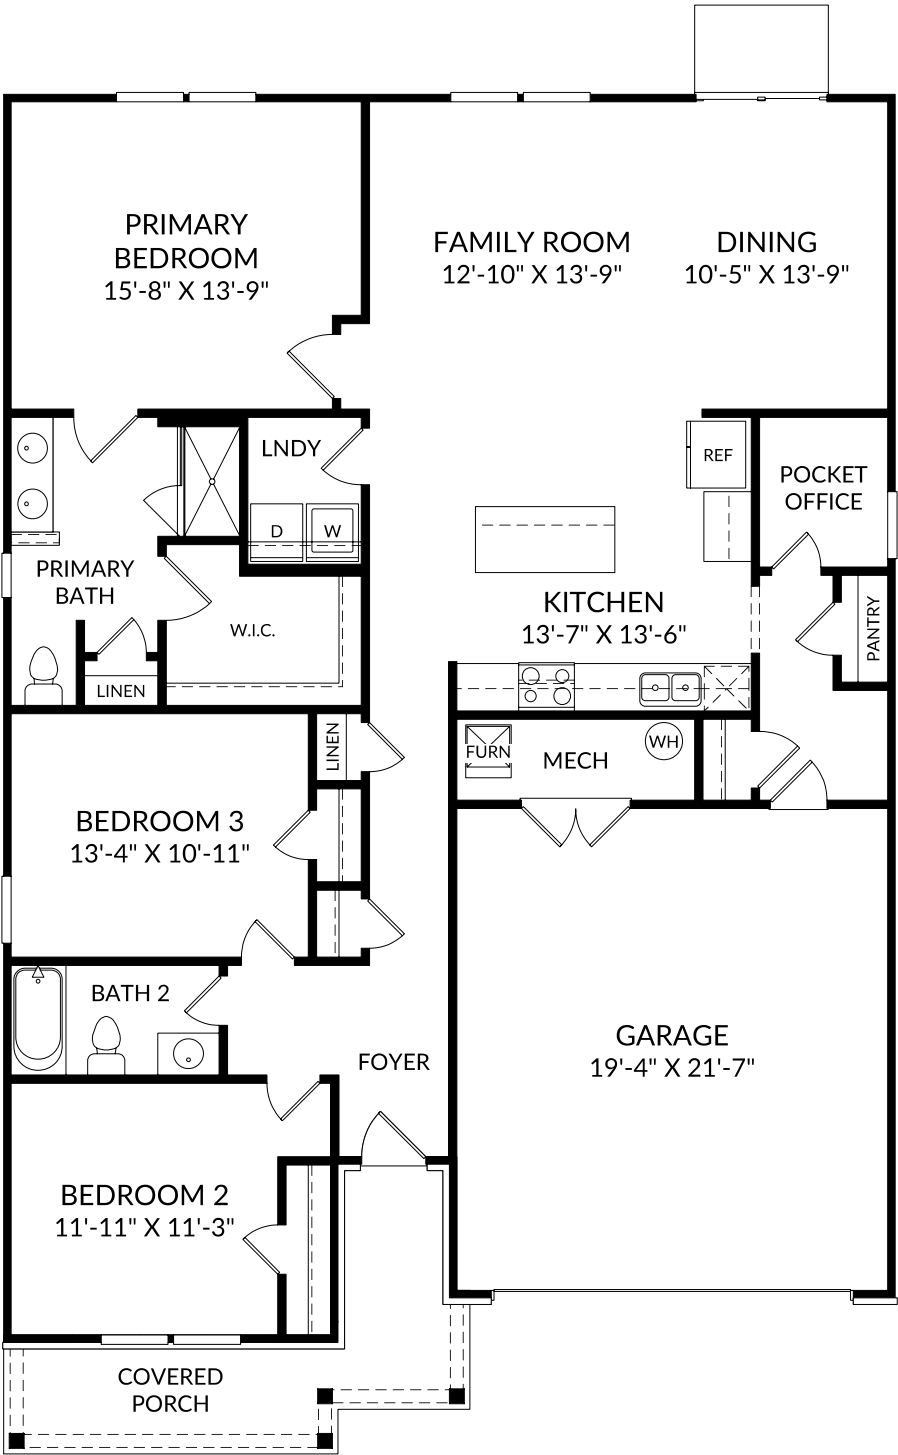 PRIMARY
BEDROOM
15'-8" X 13'-9"
FAMILY ROOM
12'-10" X 13'-9"
DINING
10'-5" X 13'-9"
LNDY
D
W
REF
POCKET
OFFICE
PRIMARY
BATH
W.I.C.
LINEN
KITCHEN
13'-7" X 13'-6"
PANTRY
LINEN
FURN
MECH
WH
BEDROOM 3
13'-4" X 10'-11"
BATH 2
FOYER
GARAGE
19'-4" X 21'-7"
BEDROOM 2
11'-11" X 11'-3"
COVERED
PORCH